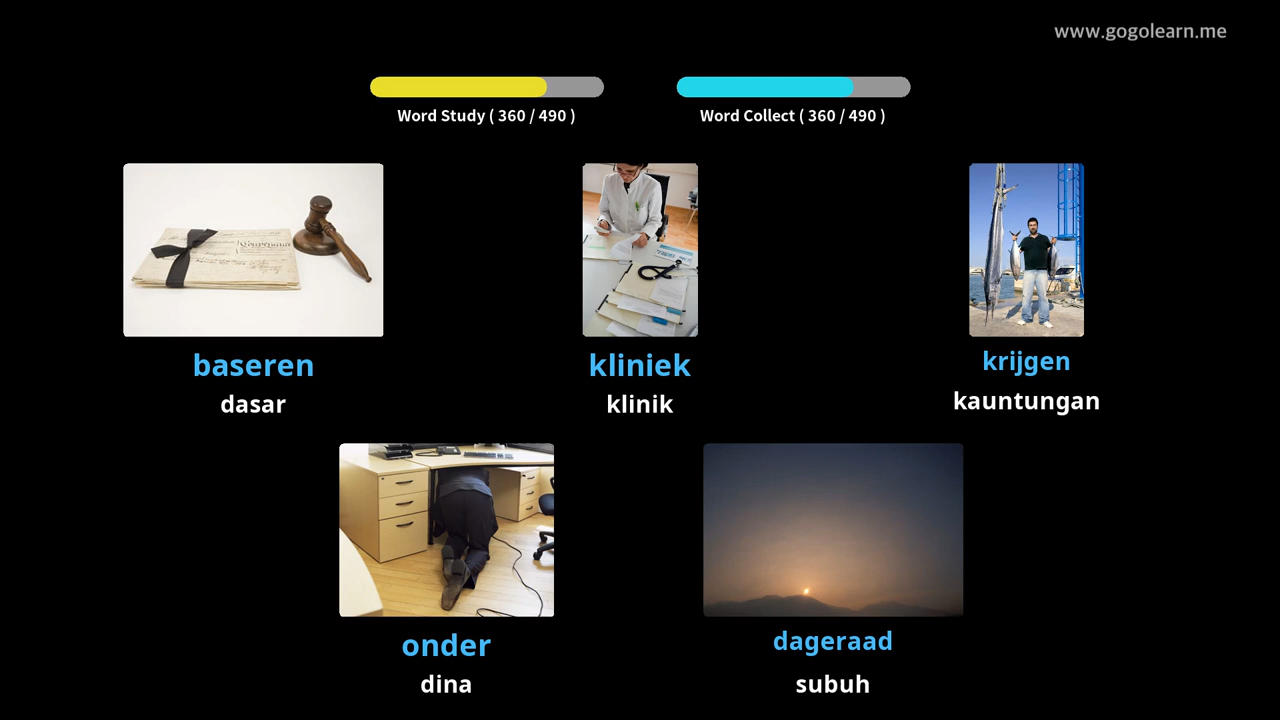 www.gogolearn.me
Word Study ( 360 / 490 )
Word Collect ( 360 / 490 )
baseren
dasar
kliniek
klinik
krijgen
kauntungan
onder
dina
dageraad
subuh